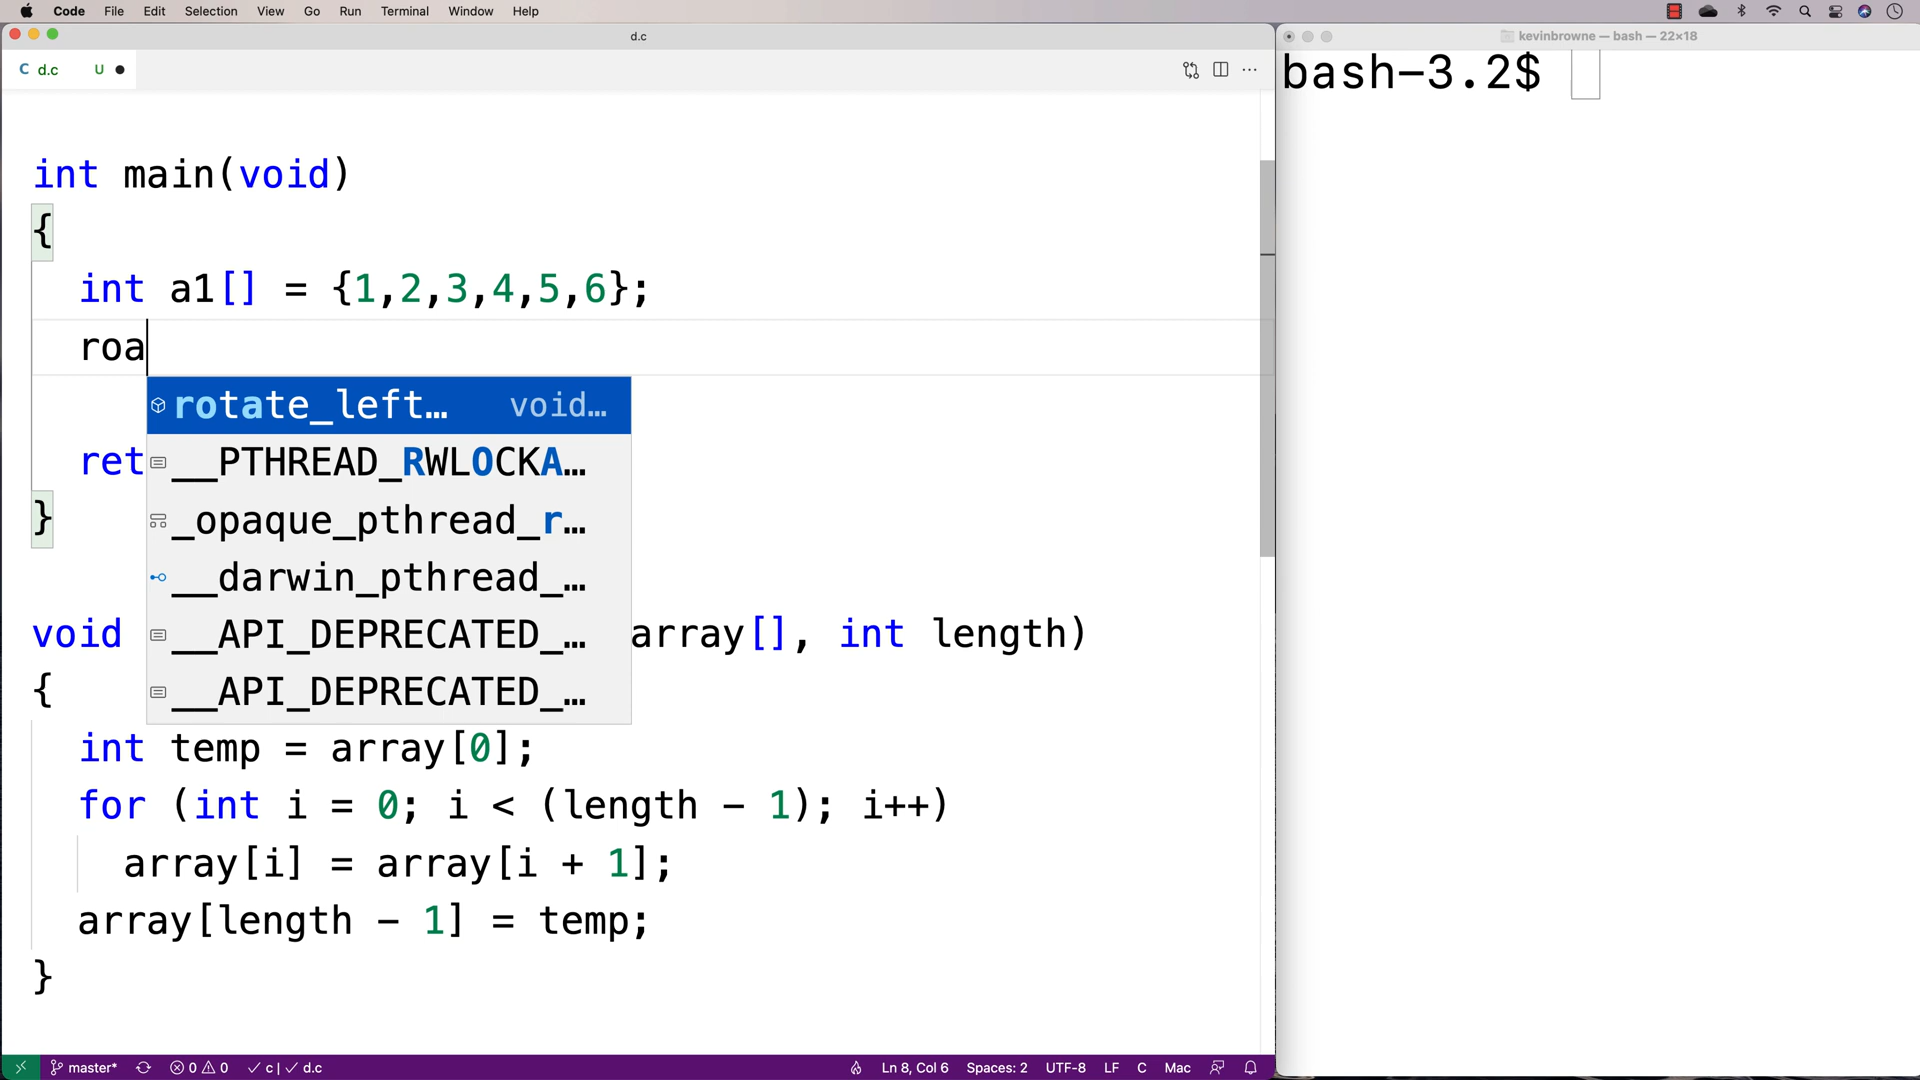 Code File Edit Selection View Go Run Terminal Window Help
d.c
C d.c U
int main(void)
{
int a1[] = {1,2,3,4,5,6};
roa
rotate_left… void…
__PTHREAD_RWLOCKA…
ret
_opaque_pthread_r…
}
__darwin_pthread_…
void __API_DEPRECATED_… array[], int length)
{ __API_DEPRECATED_…
int temp = array[0];
for (int i = 0; i < (length - 1); i++)
array[i] = array[i + 1];
array[length - 1] = temp;
}
master* 0 0 c | d.c Ln 8, Col 6 Spaces: 2 UTF-8 LF C Mac
kevinbrowne — bash — 22×18
bash-3.2$